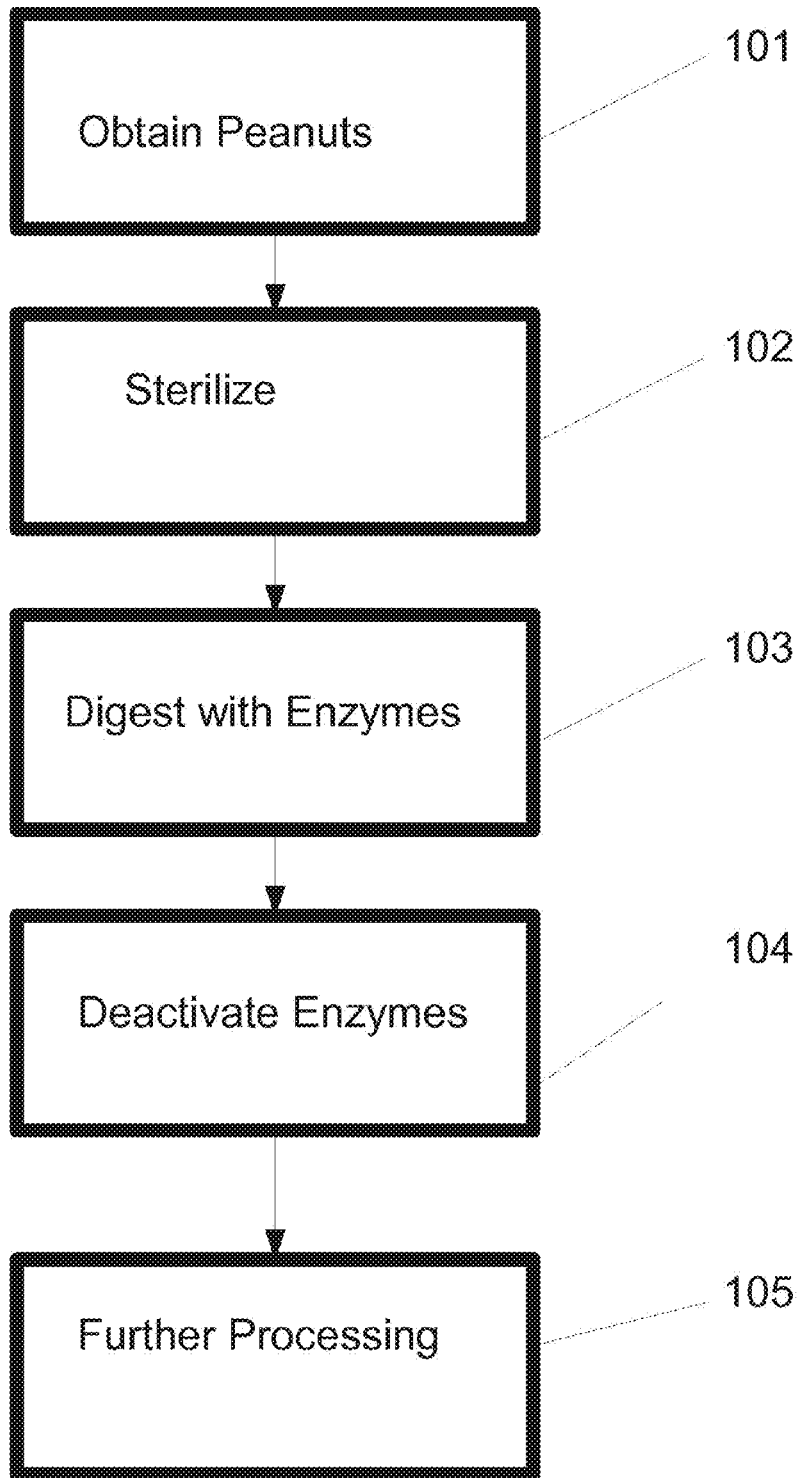 Obtain Peanuts
101
Sterilize
102
Digest with Enzymes
103
Deactivate Enzymes
104
Further Processing
105